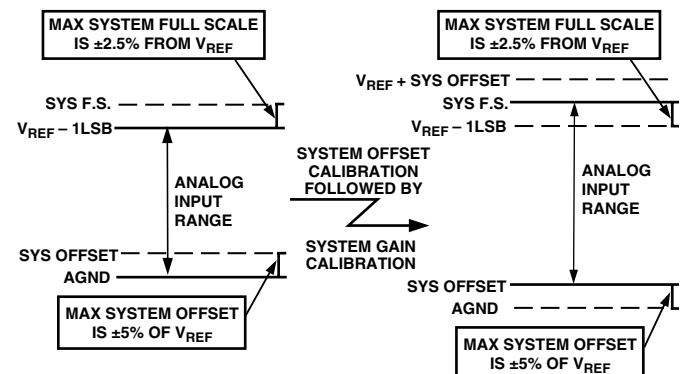 MAX SYSTEM FULL SCALE
IS ±2.5% FROM VREF
SYS F.S.
VREF – 1LSB
ANALOG
INPUT
RANGE
SYS OFFSET
AGND
MAX SYSTEM OFFSET
IS ±5% OF VREF
SYSTEM OFFSET
CALIBRATION
FOLLOWED BY
SYSTEM GAIN
CALIBRATION
MAX SYSTEM FULL SCALE
IS ±2.5% FROM VREF
VREF + SYS OFFSET
SYS F.S.
VREF – 1LSB
ANALOG
INPUT
RANGE
SYS OFFSET
AGND
MAX SYSTEM OFFSET
IS ±5% OF VREF